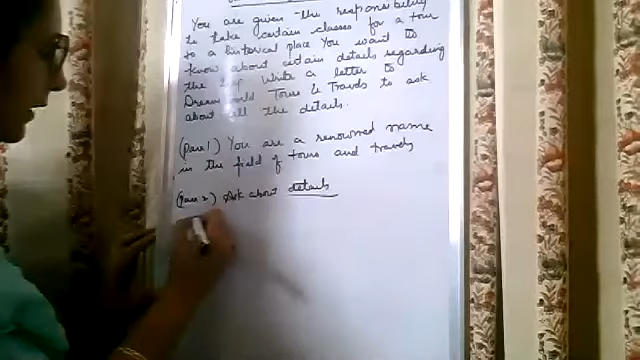 You are given the responsibility
to take certain classes for a tour
to a historical place You want to
know about certain details regarding
the Write a letter to
Dream world Tours & Travels to ask
about all the details.
(Para 1) You are a renowned name
in the field of tours and travels
(Para 2) Ask about details